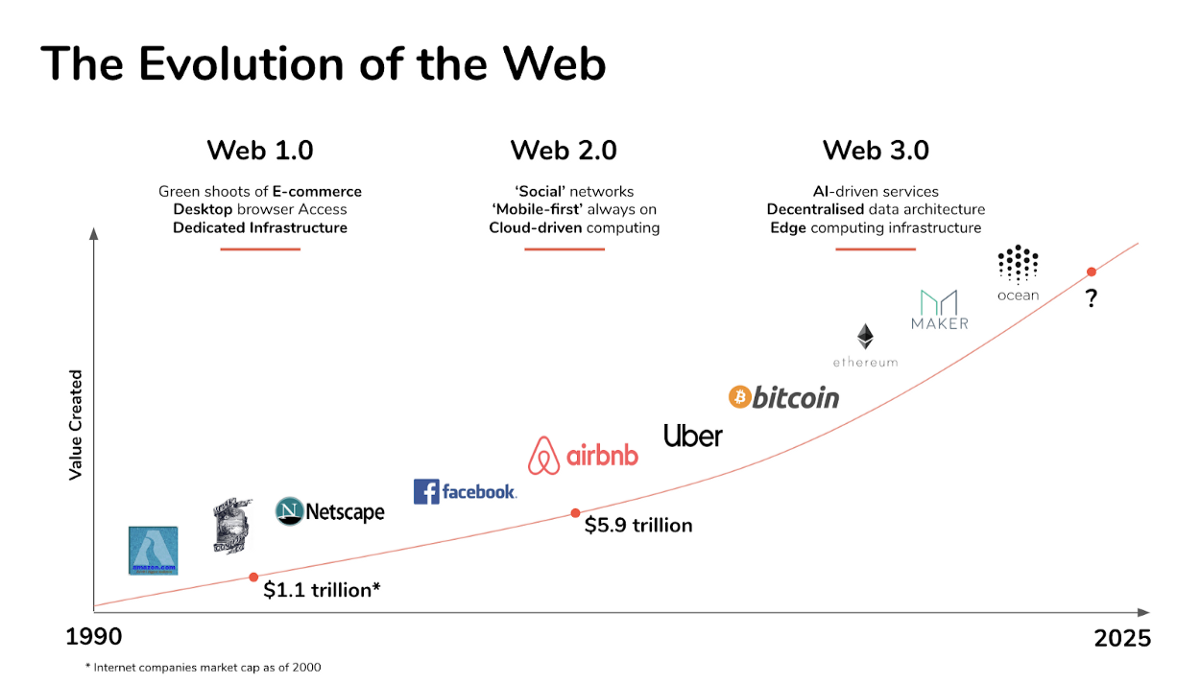 The Evolution of the Web
Web 1.0
Green shoots of E-commerce
Desktop browser Access
Dedicated Infrastructure
Web 2.0
‘Social’ networks
‘Mobile-first’ always on
Cloud-driven computing
Web 3.0
AI-driven services
Decentralised data architecture
Edge computing infrastructure
ocean
?
MAKER
ethereum
bitcoin
Uber
airbnb
facebook.
Netscape
amazon.com
Value Created
$5.9 trillion
$1.1 trillion*
1990
2025
* Internet companies market cap as of 2000